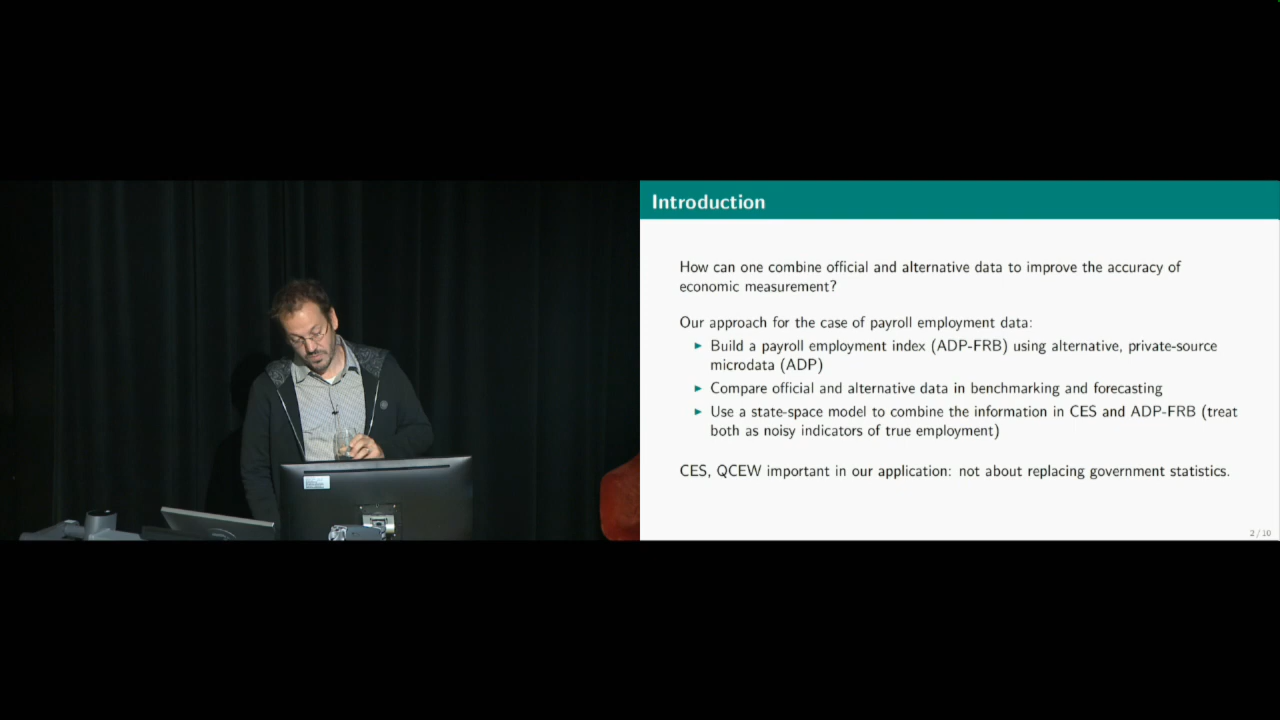 Introduction
How can one combine official and alternative data to improve the accuracy of
economic measurement?
Our approach for the case of payroll employment data:
▶ Build a payroll employment index (ADP-FRB) using alternative, private-source
microdata (ADP)
▶ Compare official and alternative data in benchmarking and forecasting
▶ Use a state-space model to combine the information in CES and ADP-FRB (treat
both as noisy indicators of true employment)
CES, QCEW important in our application: not about replacing government statistics.
2 / 10